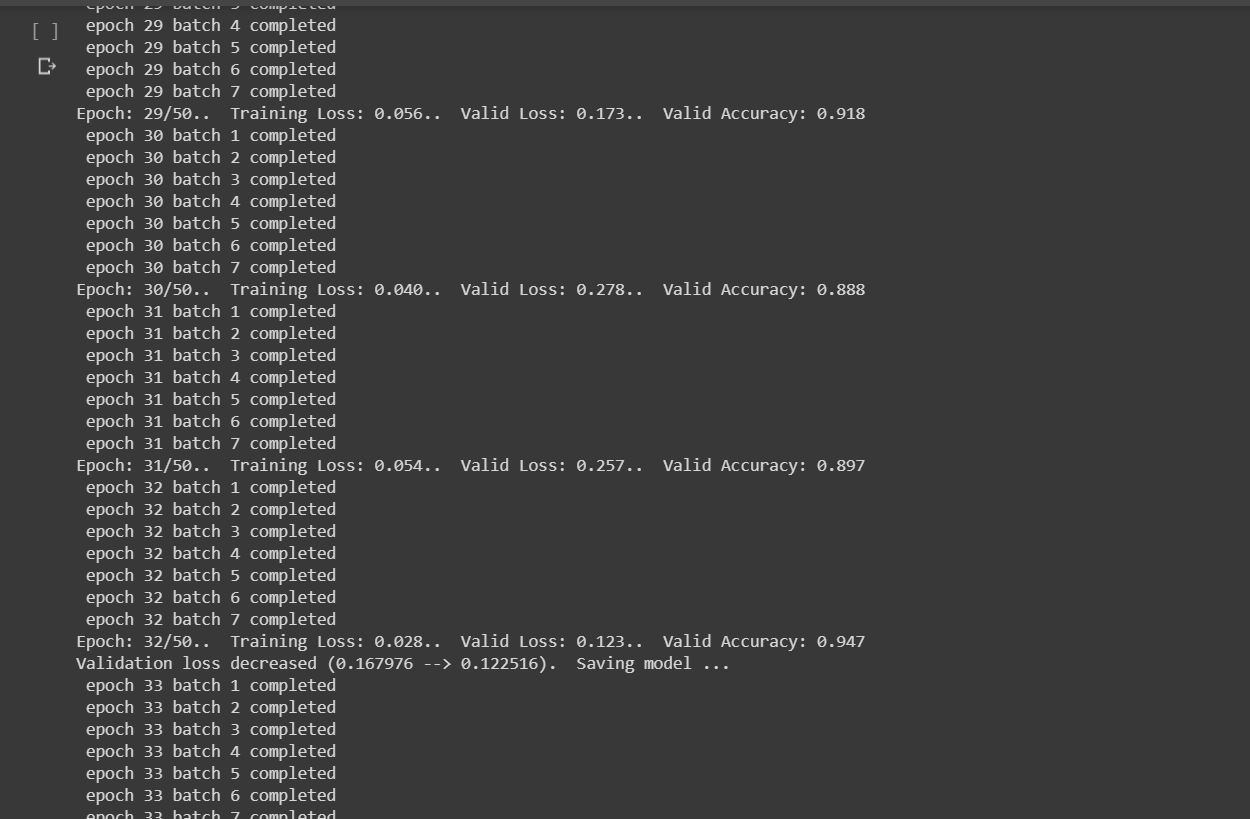 epoch 29 batch 3 completed
[ ]
epoch 29 batch 4 completed
epoch 29 batch 5 completed
epoch 29 batch 6 completed
epoch 29 batch 7 completed
Epoch: 29/50.. Training Loss: 0.056.. Valid Loss: 0.173.. Valid Accuracy: 0.918
epoch 30 batch 1 completed
epoch 30 batch 2 completed
epoch 30 batch 3 completed
epoch 30 batch 4 completed
epoch 30 batch 5 completed
epoch 30 batch 6 completed
epoch 30 batch 7 completed
Epoch: 30/50.. Training Loss: 0.040.. Valid Loss: 0.278.. Valid Accuracy: 0.888
epoch 31 batch 1 completed
epoch 31 batch 2 completed
epoch 31 batch 3 completed
epoch 31 batch 4 completed
epoch 31 batch 5 completed
epoch 31 batch 6 completed
epoch 31 batch 7 completed
Epoch: 31/50.. Training Loss: 0.054.. Valid Loss: 0.257.. Valid Accuracy: 0.897
epoch 32 batch 1 completed
epoch 32 batch 2 completed
epoch 32 batch 3 completed
epoch 32 batch 4 completed
epoch 32 batch 5 completed
epoch 32 batch 6 completed
epoch 32 batch 7 completed
Epoch: 32/50.. Training Loss: 0.028.. Valid Loss: 0.123.. Valid Accuracy: 0.947
Validation loss decreased (0.167976 --> 0.122516). Saving model ...
epoch 33 batch 1 completed
epoch 33 batch 2 completed
epoch 33 batch 3 completed
epoch 33 batch 4 completed
epoch 33 batch 5 completed
epoch 33 batch 6 completed
epoch 33 batch 7 completed